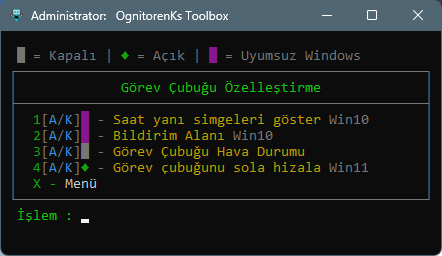 Administrator: OgnitorenKs Toolbox
█ = Kapalı | ♦ = Açık | █ = Uyumsuz Windows
Görev Çubuğu Özelleştirme
1[A/K]█ - Saat yanı simgeleri göster Win10
2[A/K]█ - Bildirim Alanı Win10
3[A/K]█ - Görev Çubuğu Hava Durumu
4[A/K]♦ - Görev çubuğunu sola hizala Win11
X - Menü
İşlem : _